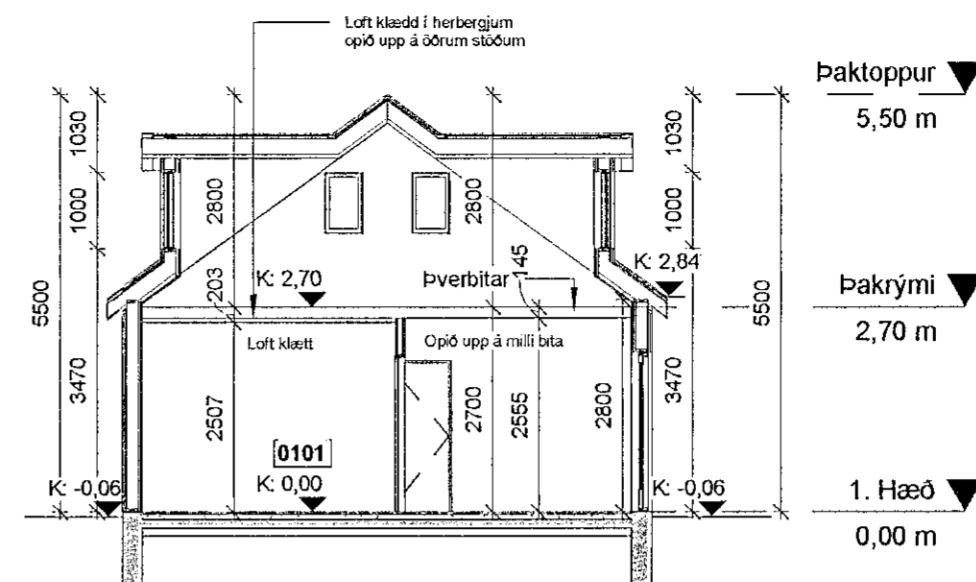 Loft klædd í herbergjum
opið upp á öðrum stöðum
Þaktoppur
5,50 m
1030
1030
1000
2800
2800
1000
K: 2,84
5500
203
K: 2,70
Þverbitar
145
5500
Þakrými
2,70 m
Loft klætt
Opið upp á milli bita
3470
2507
2700
2555
2800
3470
0101
K: 0,00
K: -0,06
K: -0,06
1. Hæð
0,00 m